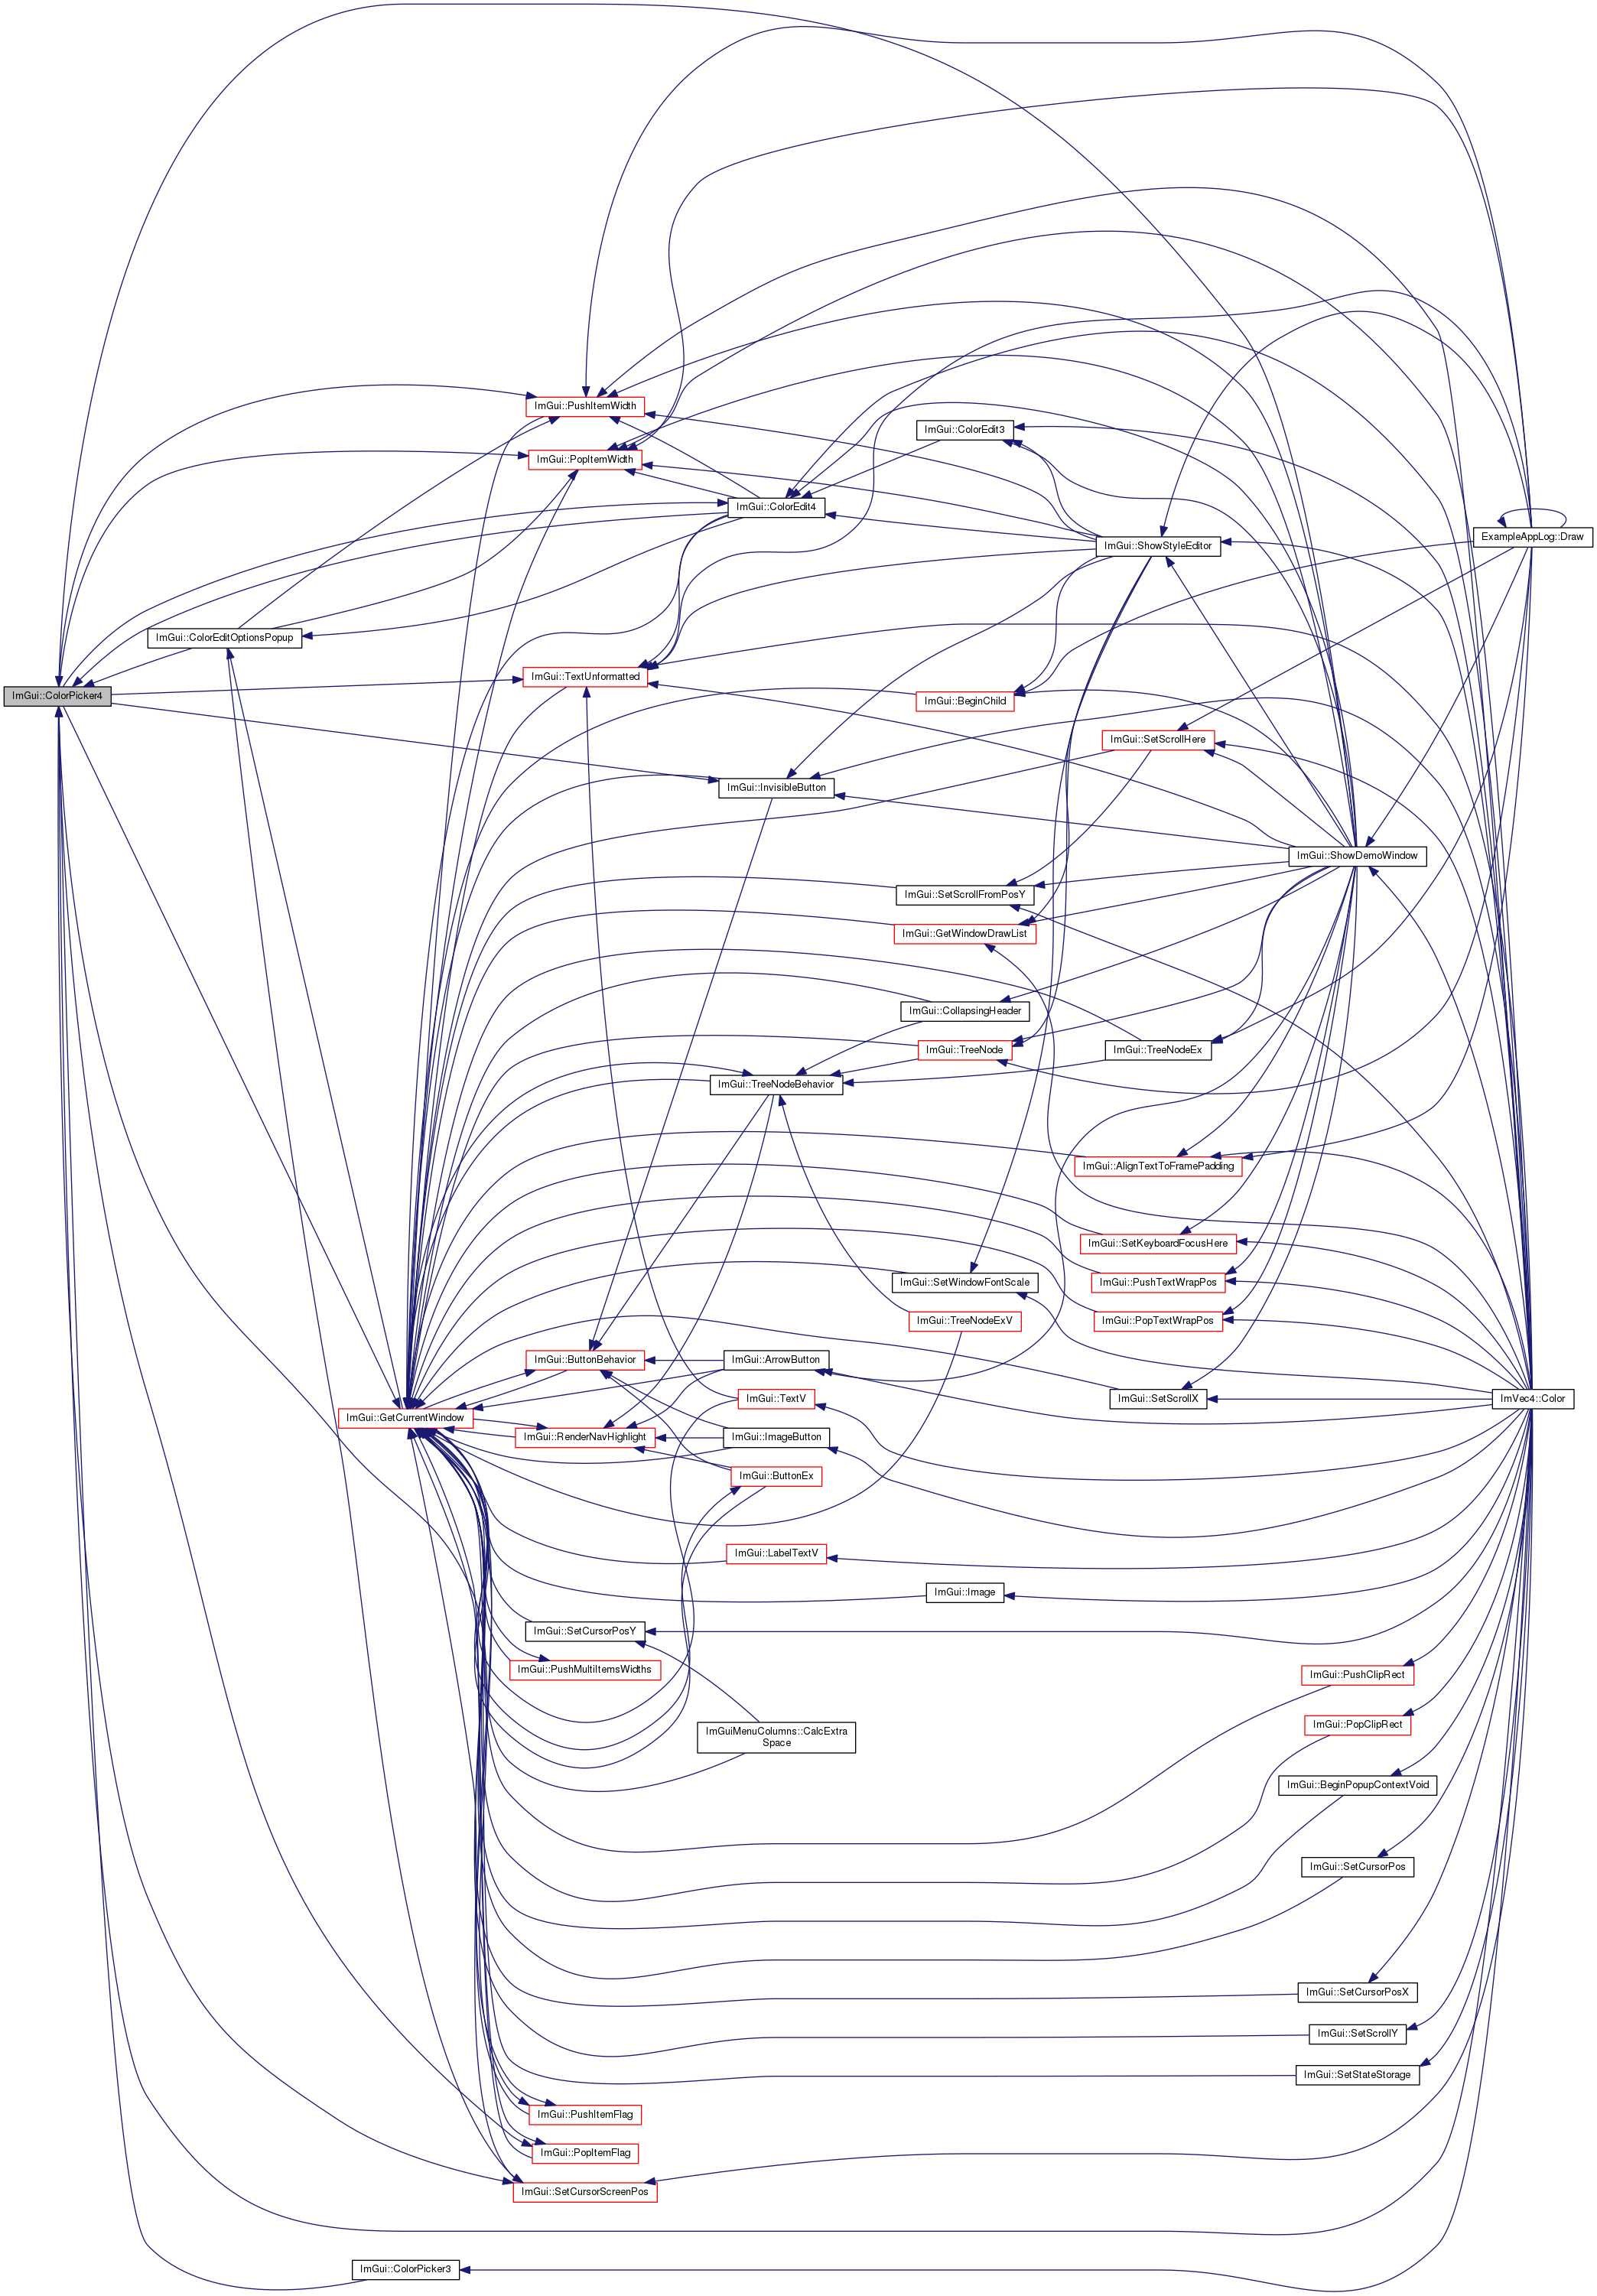 ExampleAppLog::Draw
ImGui::PushItemWidth
ImGui::ColorEdit3
ImGui::PopItemWidth
ImGui::ColorEdit4
ImGui::ShowStyleEditor
ImGui::ColorEditOptionsPopup
ImGui::TextUnformatted
ImGui::ColorPicker4
ImGui::BeginChild
ImGui::SetScrollHere
ImGui::InvisibleButton
ImGui::ShowDemoWindow
ImGui::SetScrollFromPosY
ImGui::GetWindowDrawList
ImGui::CollapsingHeader
ImGui::TreeNode
ImGui::TreeNodeEx
ImGui::TreeNodeBehavior
ImGui::AlignTextToFramePadding
ImGui::SetKeyboardFocusHere
ImGui::SetWindowFontScale
ImGui::PushTextWrapPos
ImGui::TreeNodeExV
ImGui::PopTextWrapPos
ImGui::ButtonBehavior
ImGui::ArrowButton
ImGui::TextV
ImGui::SetScrollX
ImVec4::Color
ImGui::GetCurrentWindow
ImGui::RenderNavHighlight
ImGui::ImageButton
ImGui::ButtonEx
ImGui::LabelTextV
ImGui::Image
ImGui::SetCursorPosY
ImGui::PushMultiItemsWidths
ImGui::PushClipRect
ImGui::PopClipRect
ImGuiMenuColumns::CalcExtra
Space
ImGui::BeginPopupContextVoid
ImGui::SetCursorPos
ImGui::SetCursorPosX
ImGui::SetScrollY
ImGui::SetStateStorage
ImGui::PushItemFlag
ImGui::PopItemFlag
ImGui::SetCursorScreenPos
ImGui::ColorPicker3